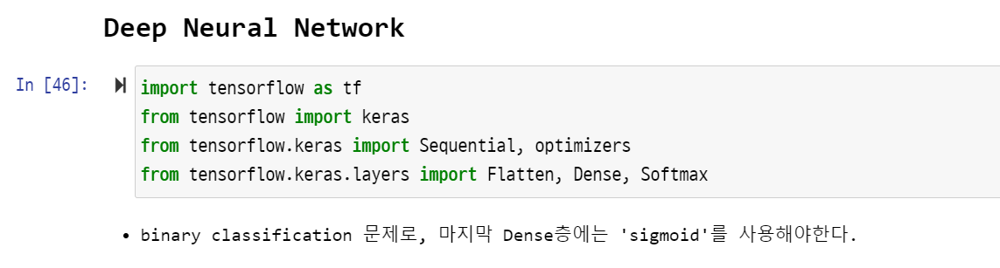 Deep Neural Network
In [46]:
import tensorflow as tf
from tensorflow import keras
from tensorflow.keras import Sequential, optimizers
from tensorflow.keras.layers import Flatten, Dense, Softmax
• binary classification 문제로, 마지막 Dense층에는 'sigmoid'를 사용해야한다.